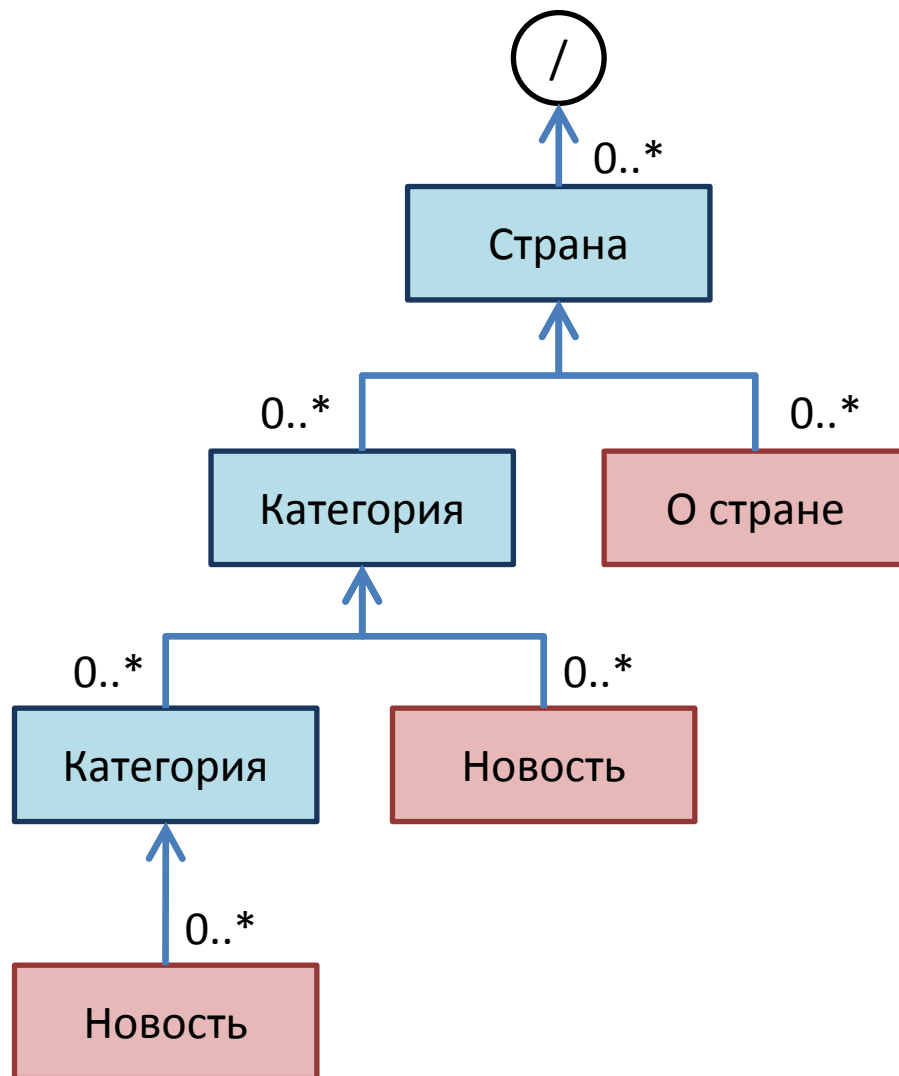 /
0..*
Страна
0..*
0..*
Категория
О стране
0..*
0..*
Категория
Новость
0..*
Новость